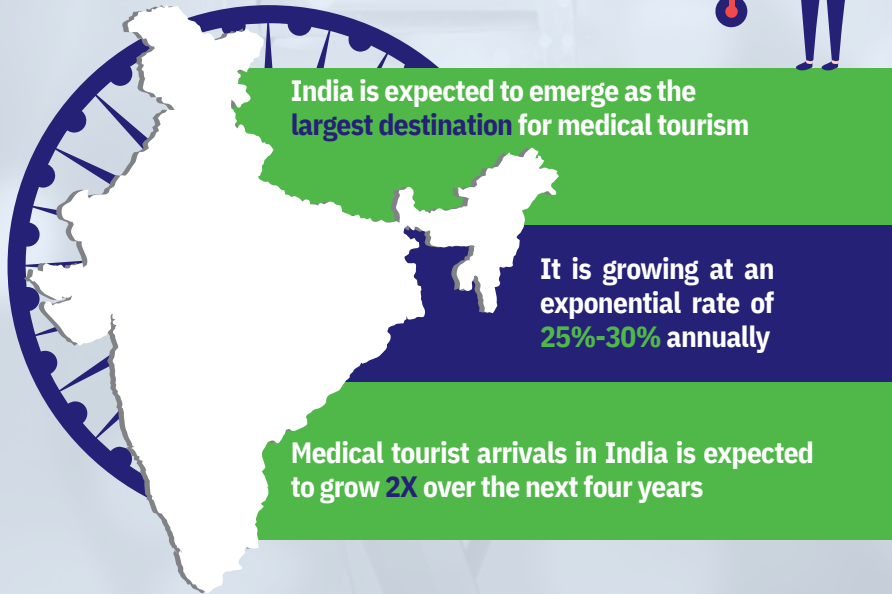 India is expected to emerge as the
largest destination for medical tourism
It is growing at an
exponential rate of
25%-30% annually
Medical tourist arrivals in India is expected
to grow 2X over the next four years